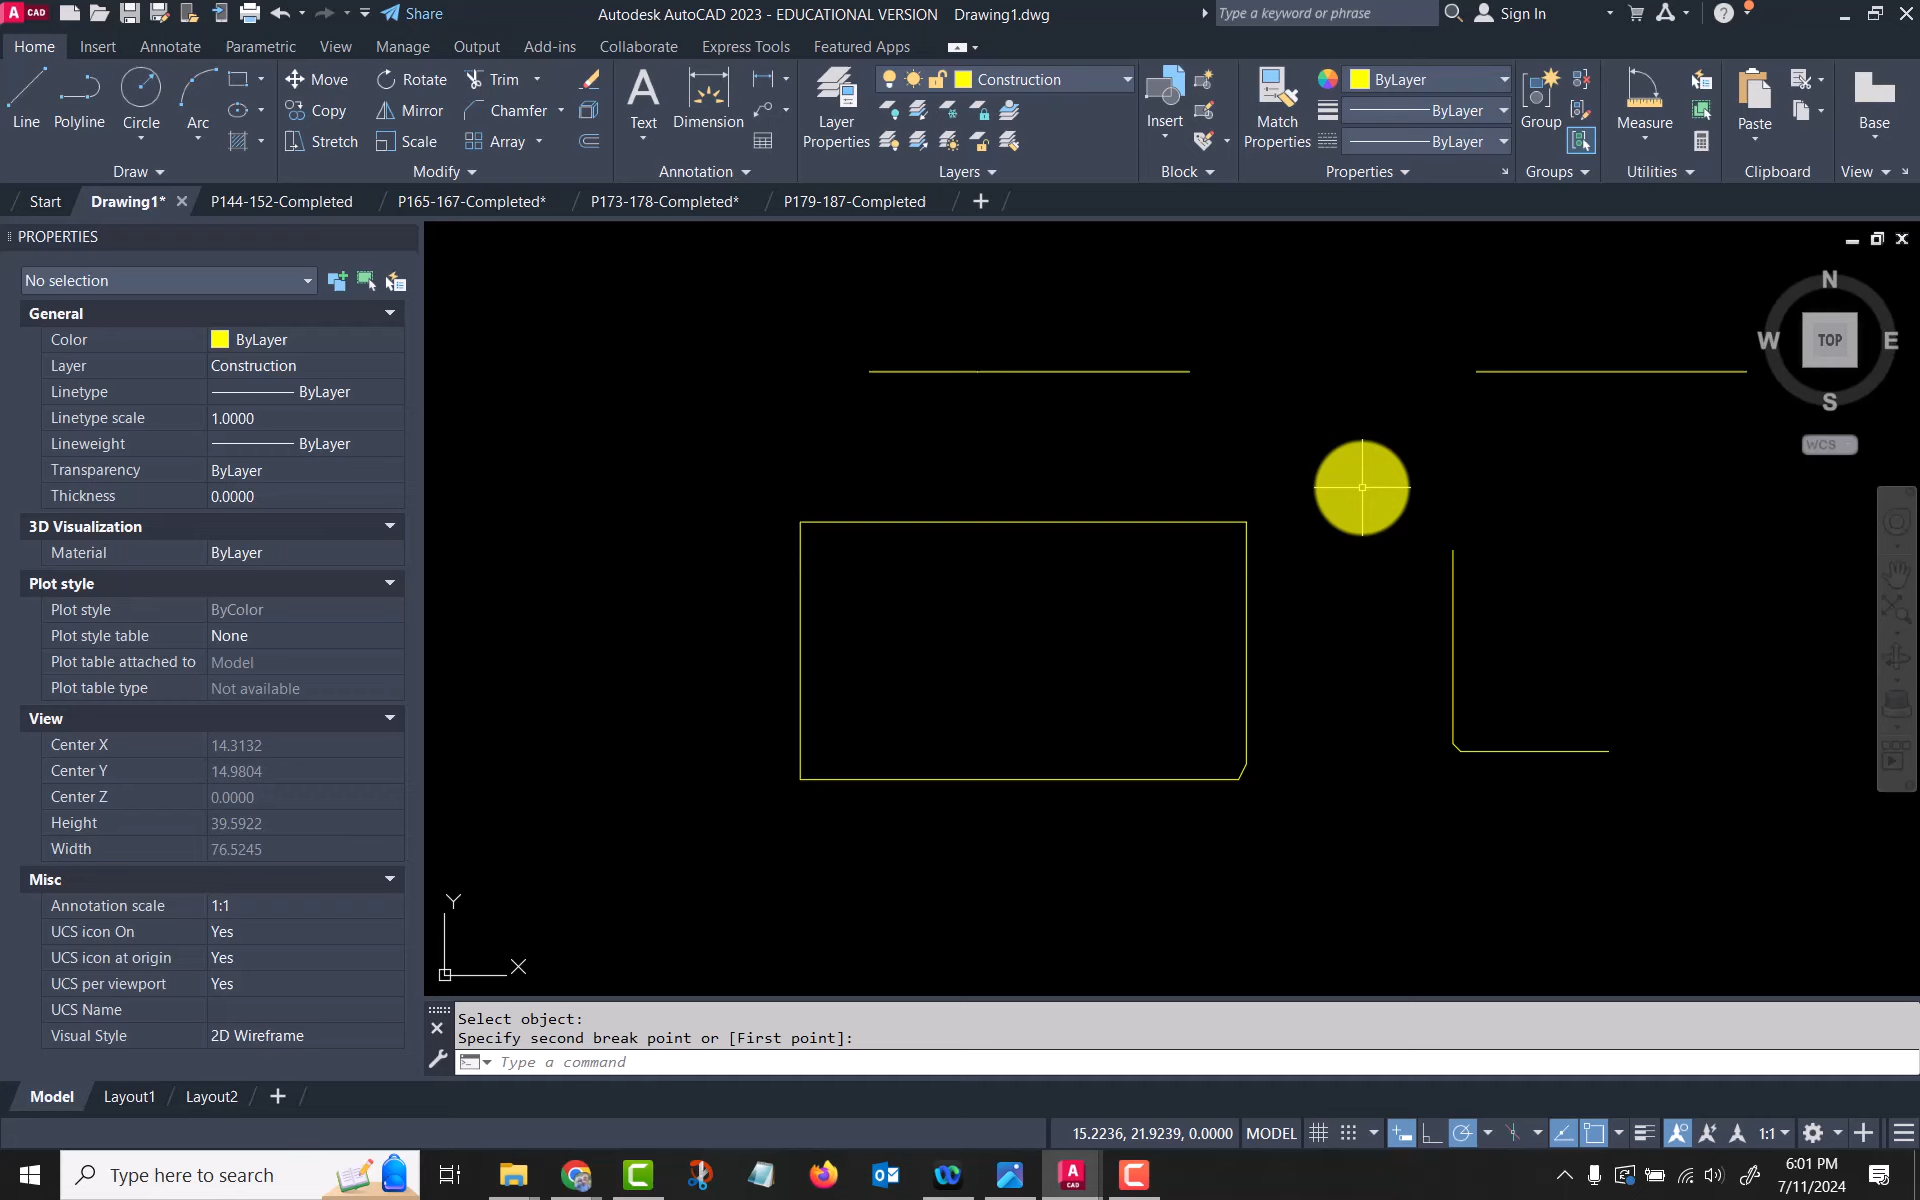 A CAD Share Autodesk AutoCAD 2023 - EDUCATIONAL VERSION Drawing1.dwg Type a keyword or phrase Sign In
Home Insert Annotate Parametric View Manage Output Add-ins Collaborate Express Tools Featured Apps
Line Polyline Circle Arc
Move Rotate Trim
Copy Mirror Chamfer
Stretch Scale Array
Text Dimension
Layer Properties
Construction
Insert
Match Properties
ByLayer
ByLayer
ByLayer
Group Measure Paste Base
Draw Modify Annotation Layers Block Properties Groups Utilities Clipboard View
Start Drawing1* P144-152-Completed P165-167-Completed* P173-178-Completed* P179-187-Completed
PROPERTIES
No selection
General
Color ByLayer
Layer Construction
Linetype ByLayer
Linetype scale 1.0000
Lineweight ByLayer
Transparency ByLayer
Thickness 0.0000
3D Visualization
Material ByLayer
Plot style
Plot style ByColor
Plot style table None
Plot table attached to Model
Plot table type Not available
View
Center X 14.3132
Center Y 14.9804
Center Z 0.0000
Height 39.5922
Width 76.5245
Misc
Annotation scale 1:1
UCS icon On Yes
UCS icon at origin Yes
UCS per viewport Yes
UCS Name
Visual Style 2D Wireframe
N
W TOP E
S
WCS
Y
X
Select object:
Specify second break point or [First point]:
Type a command
Model Layout1 Layout2
15.2236, 21.9239, 0.0000 MODEL 1:1
Type here to search
6:01 PM
7/11/2024